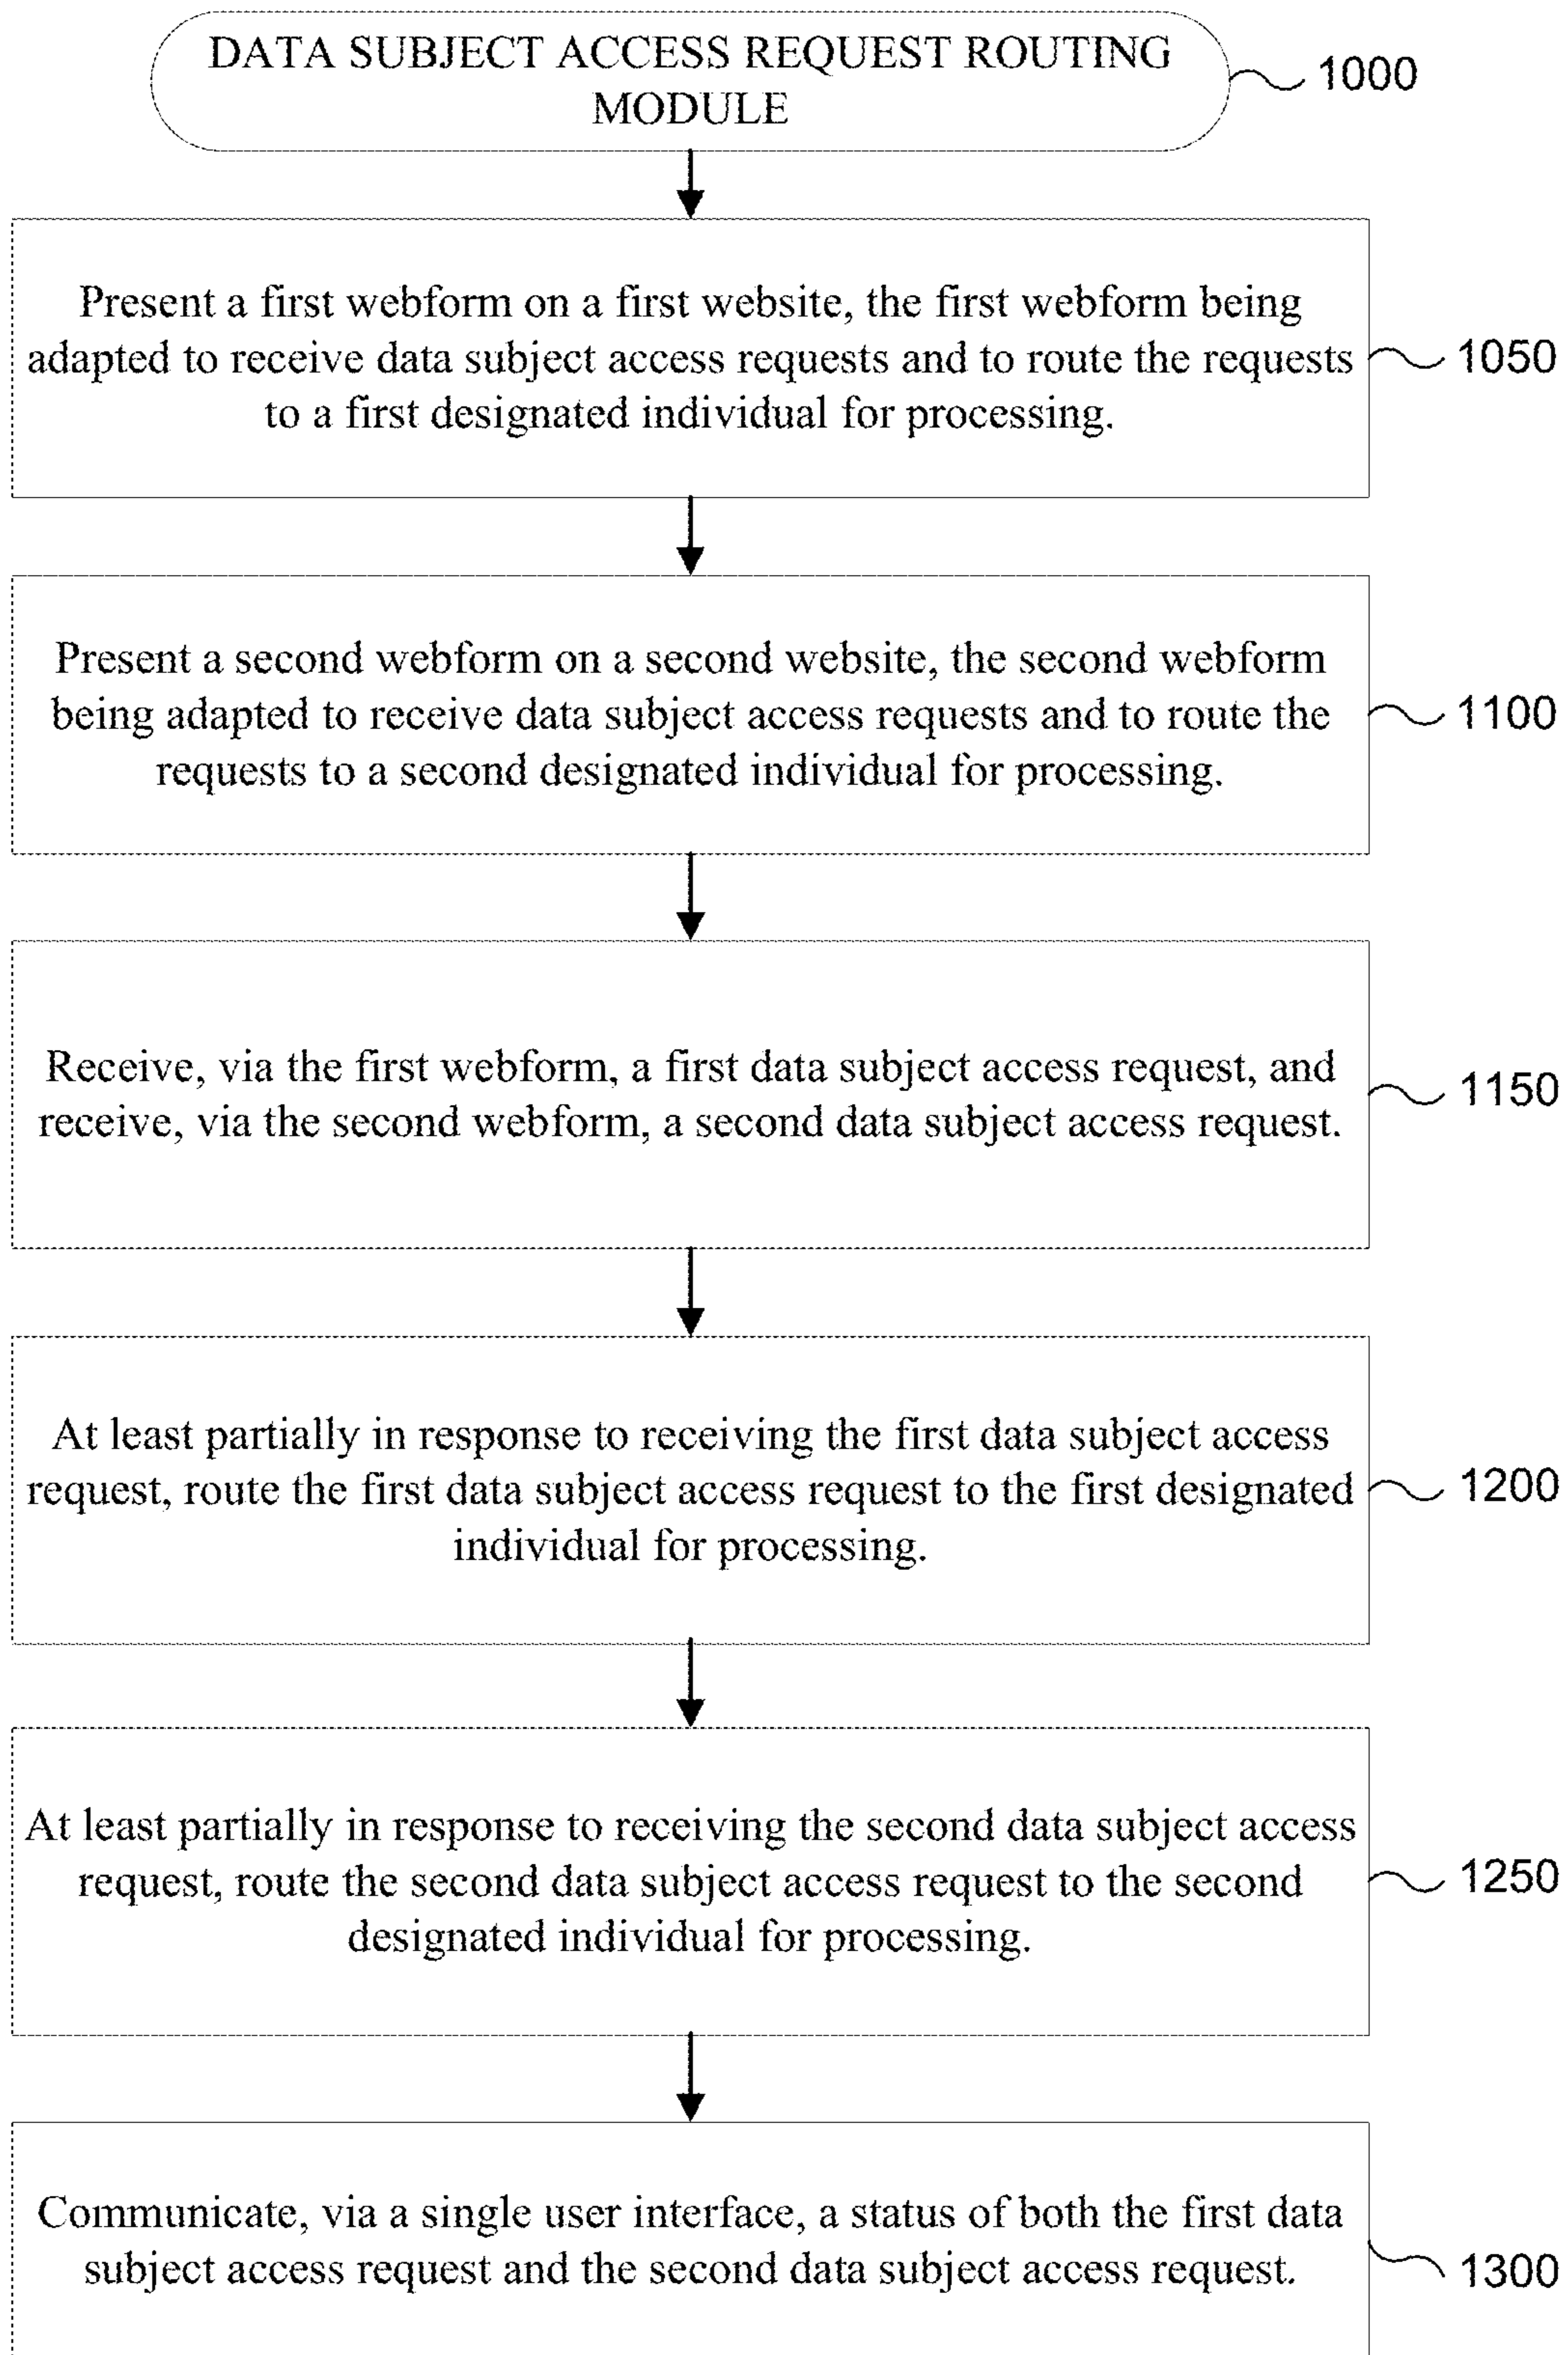 DATA SUBJECT ACCESS REQUEST ROUTING
MODULE
1000
Present a first webform on a first website, the first webform being
adapted to receive data subject access requests and to route the requests
to a first designated individual for processing.
1050
Present a second webform on a second website, the second webform
being adapted to receive data subject access requests and to route the
requests to a second designated individual for processing.
1100
Receive, via the first webform, a first data subject access request, and
receive, via the second webform, a second data subject access request.
1150
At least partially in response to receiving the first data subject access
request, route the first data subject access request to the first designated
individual for processing.
1200
At least partially in response to receiving the second data subject access
request, route the second data subject access request to the second
designated individual for processing.
1250
Communicate, via a single user interface, a status of both the first data
subject access request and the second data subject access request.
1300